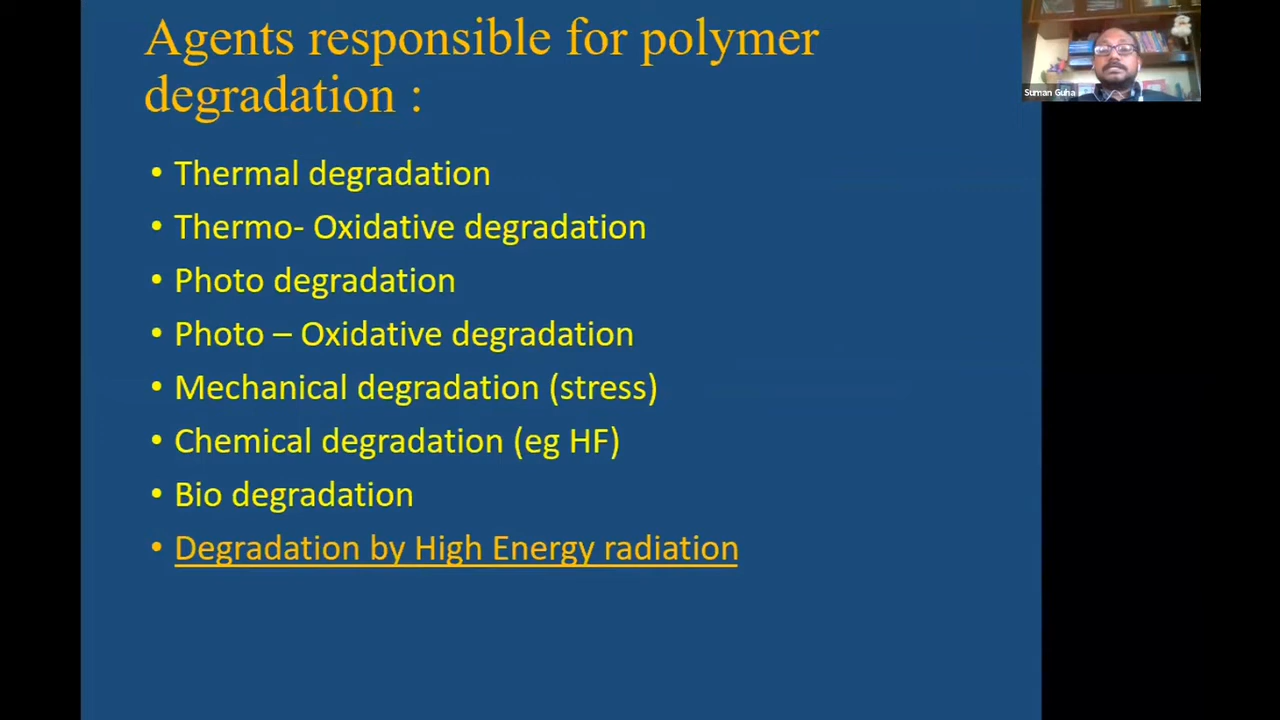 Agents responsible for polymer
degradation :
• Thermal degradation
• Thermo- Oxidative degradation
• Photo degradation
• Photo – Oxidative degradation
• Mechanical degradation (stress)
• Chemical degradation (eg HF)
• Bio degradation
• Degradation by High Energy radiation
Suman Guha